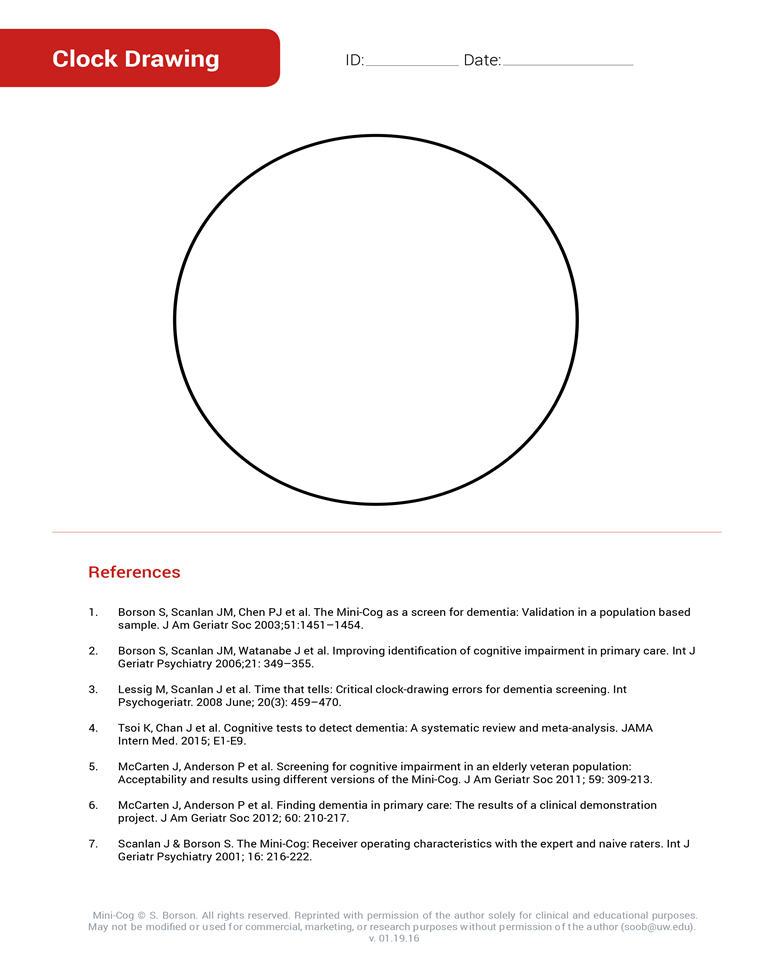 Clock Drawing
ID:__________ Date:______________
References
1. Borson S, Scanlan JM, Chen PJ et al. The Mini-Cog as a screen for dementia: Validation in a population based
sample. J Am Geriatr Soc 2003;51:1451–1454.
2. Borson S, Scanlan JM, Watanabe J et al. Improving identification of cognitive impairment in primary care. Int J
Geriatr Psychiatry 2006;21: 349–355.
3. Lessig M, Scanlan J et al. Time that tells: Critical clock-drawing errors for dementia screening. Int
Psychogeriatr. 2008 June; 20(3): 459–470.
4. Tsoi K, Chan J et al. Cognitive tests to detect dementia: A systematic review and meta-analysis. JAMA
Intern Med. 2015; E1-E9.
5. McCarten J, Anderson P et al. Screening for cognitive impairment in an elderly veteran population:
Acceptability and results using different versions of the Mini-Cog. J Am Geriatr Soc 2011; 59: 309-213.
6. McCarten J, Anderson P et al. Finding dementia in primary care: The results of a clinical demonstration
project. J Am Geriatr Soc 2012; 60: 210-217.
7. Scanlan J & Borson S. The Mini-Cog: Receiver operating characteristics with the expert and naive raters. Int J
Geriatr Psychiatry 2001; 16: 216-222.
Mini-Cog © S. Borson. All rights reserved. Reprinted with permission of the author solely for clinical and educational purposes.
May not be modified or used for commercial, marketing, or research purposes without permission of the author (soob@uw.edu).
v. 01.19.16